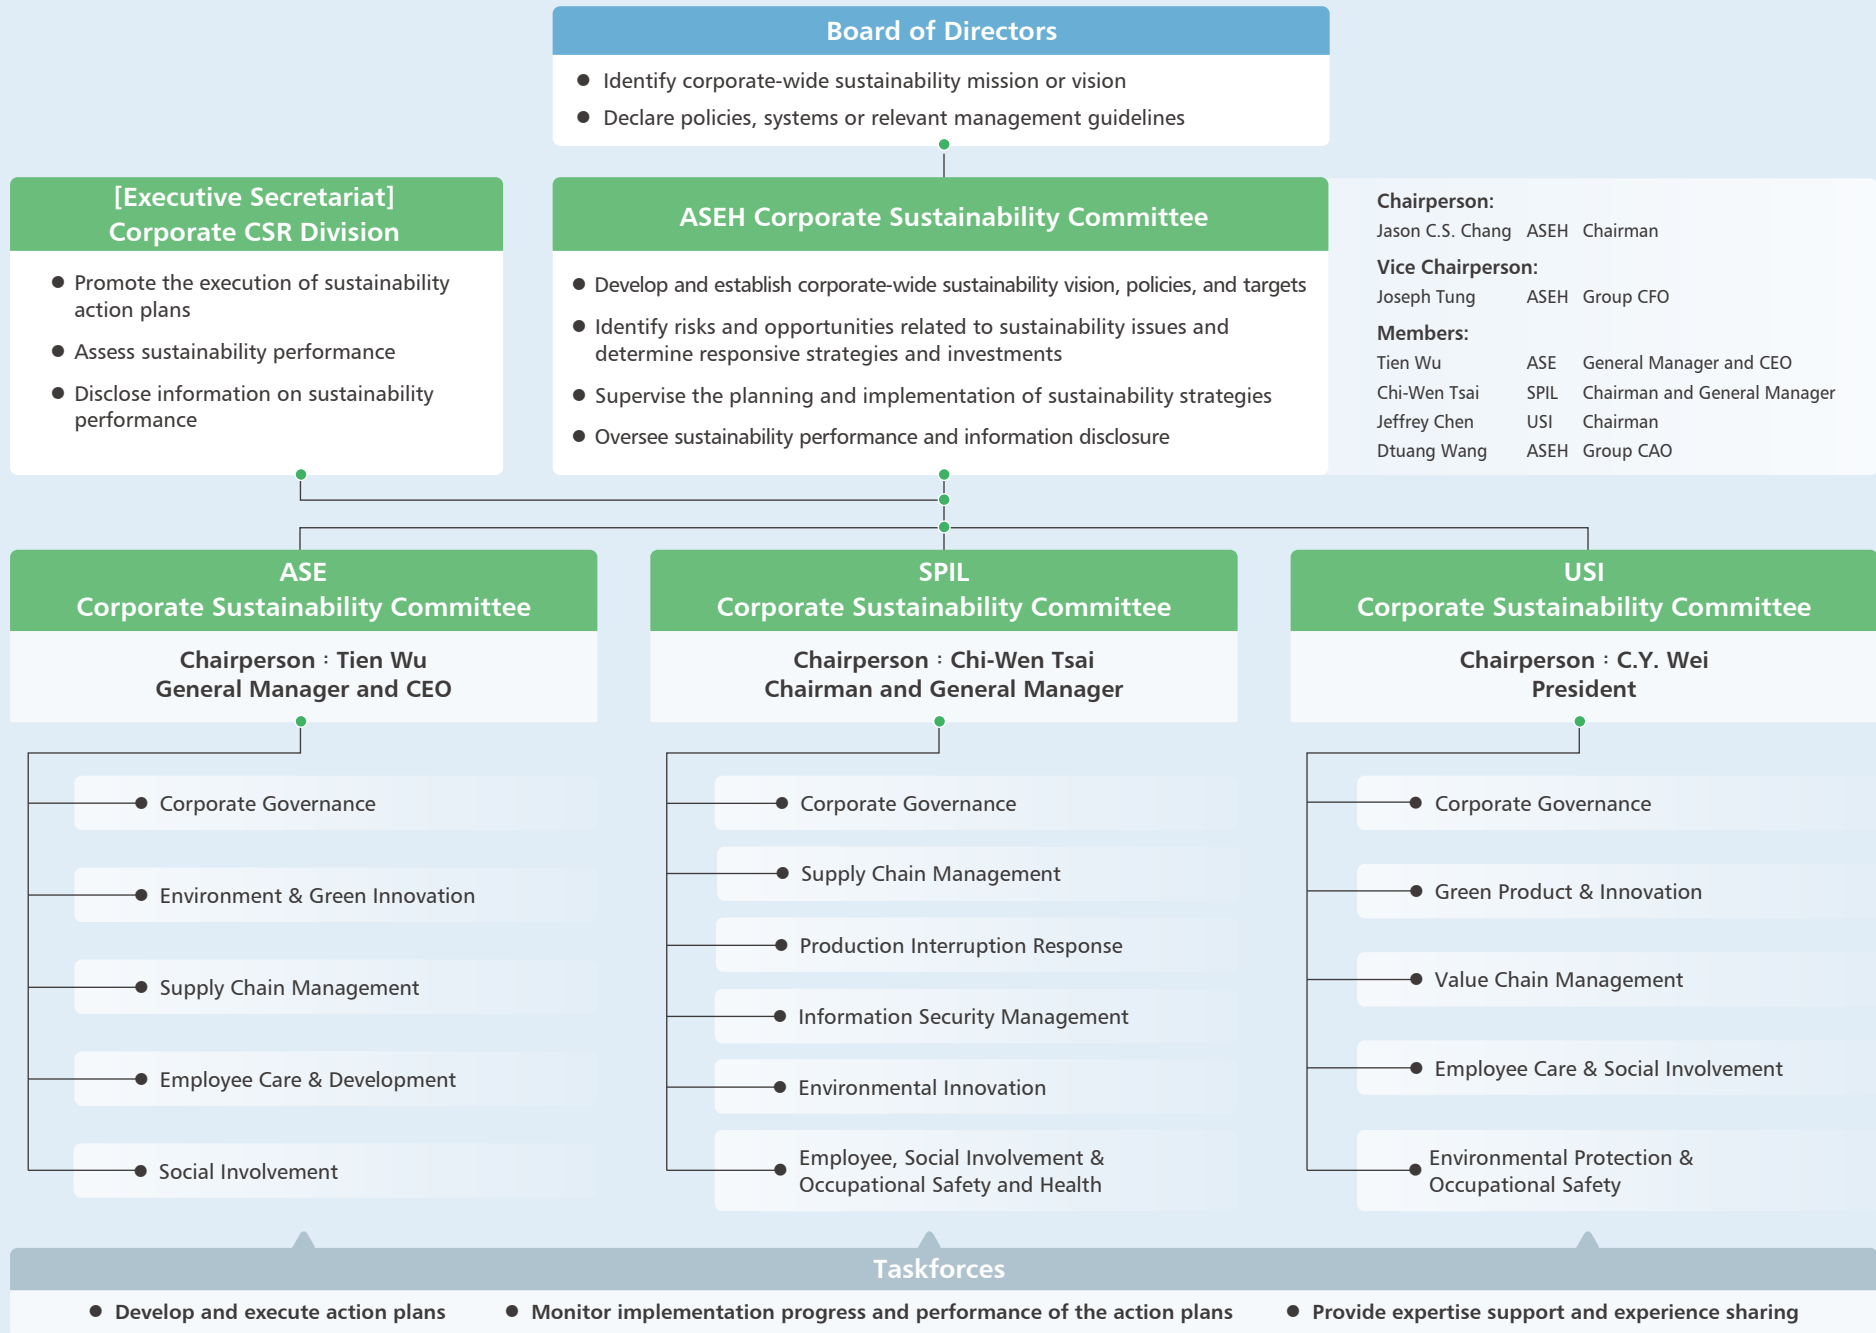 Board of Directors
● Identify corporate-wide sustainability mission or vision
● Declare policies, systems or relevant management guidelines
[Executive Secretariat]
Corporate CSR Division
● Promote the execution of sustainability
action plans
● Assess sustainability performance
● Disclose information on sustainability
performance
ASEH Corporate Sustainability Committee
● Develop and establish corporate-wide sustainability vision, policies, and targets
● Identify risks and opportunities related to sustainability issues and
determine responsive strategies and investments
● Supervise the planning and implementation of sustainability strategies
● Oversee sustainability performance and information disclosure
Chairperson:
Jason C.S. Chang ASEH Chairman
Vice Chairperson:
Joseph Tung ASEH Group CFO
Members:
Tien Wu ASE General Manager and CEO
Chi-Wen Tsai SPIL Chairman and General Manager
Jeffrey Chen USI Chairman
Dtuang Wang ASEH Group CAO
ASE
Corporate Sustainability Committee
Chairperson：Tien Wu
General Manager and CEO
● Corporate Governance
● Environment & Green Innovation
● Supply Chain Management
● Employee Care & Development
● Social Involvement
SPIL
Corporate Sustainability Committee
Chairperson：Chi-Wen Tsai
Chairman and General Manager
● Corporate Governance
● Supply Chain Management
● Production Interruption Response
● Information Security Management
● Environmental Innovation
● Employee, Social Involvement &
Occupational Safety and Health
USI
Corporate Sustainability Committee
Chairperson：C.Y. Wei
President
● Corporate Governance
● Green Product & Innovation
● Value Chain Management
● Employee Care & Social Involvement
● Environmental Protection &
Occupational Safety
Taskforces
● Develop and execute action plans
● Monitor implementation progress and performance of the action plans
● Provide expertise support and experience sharing